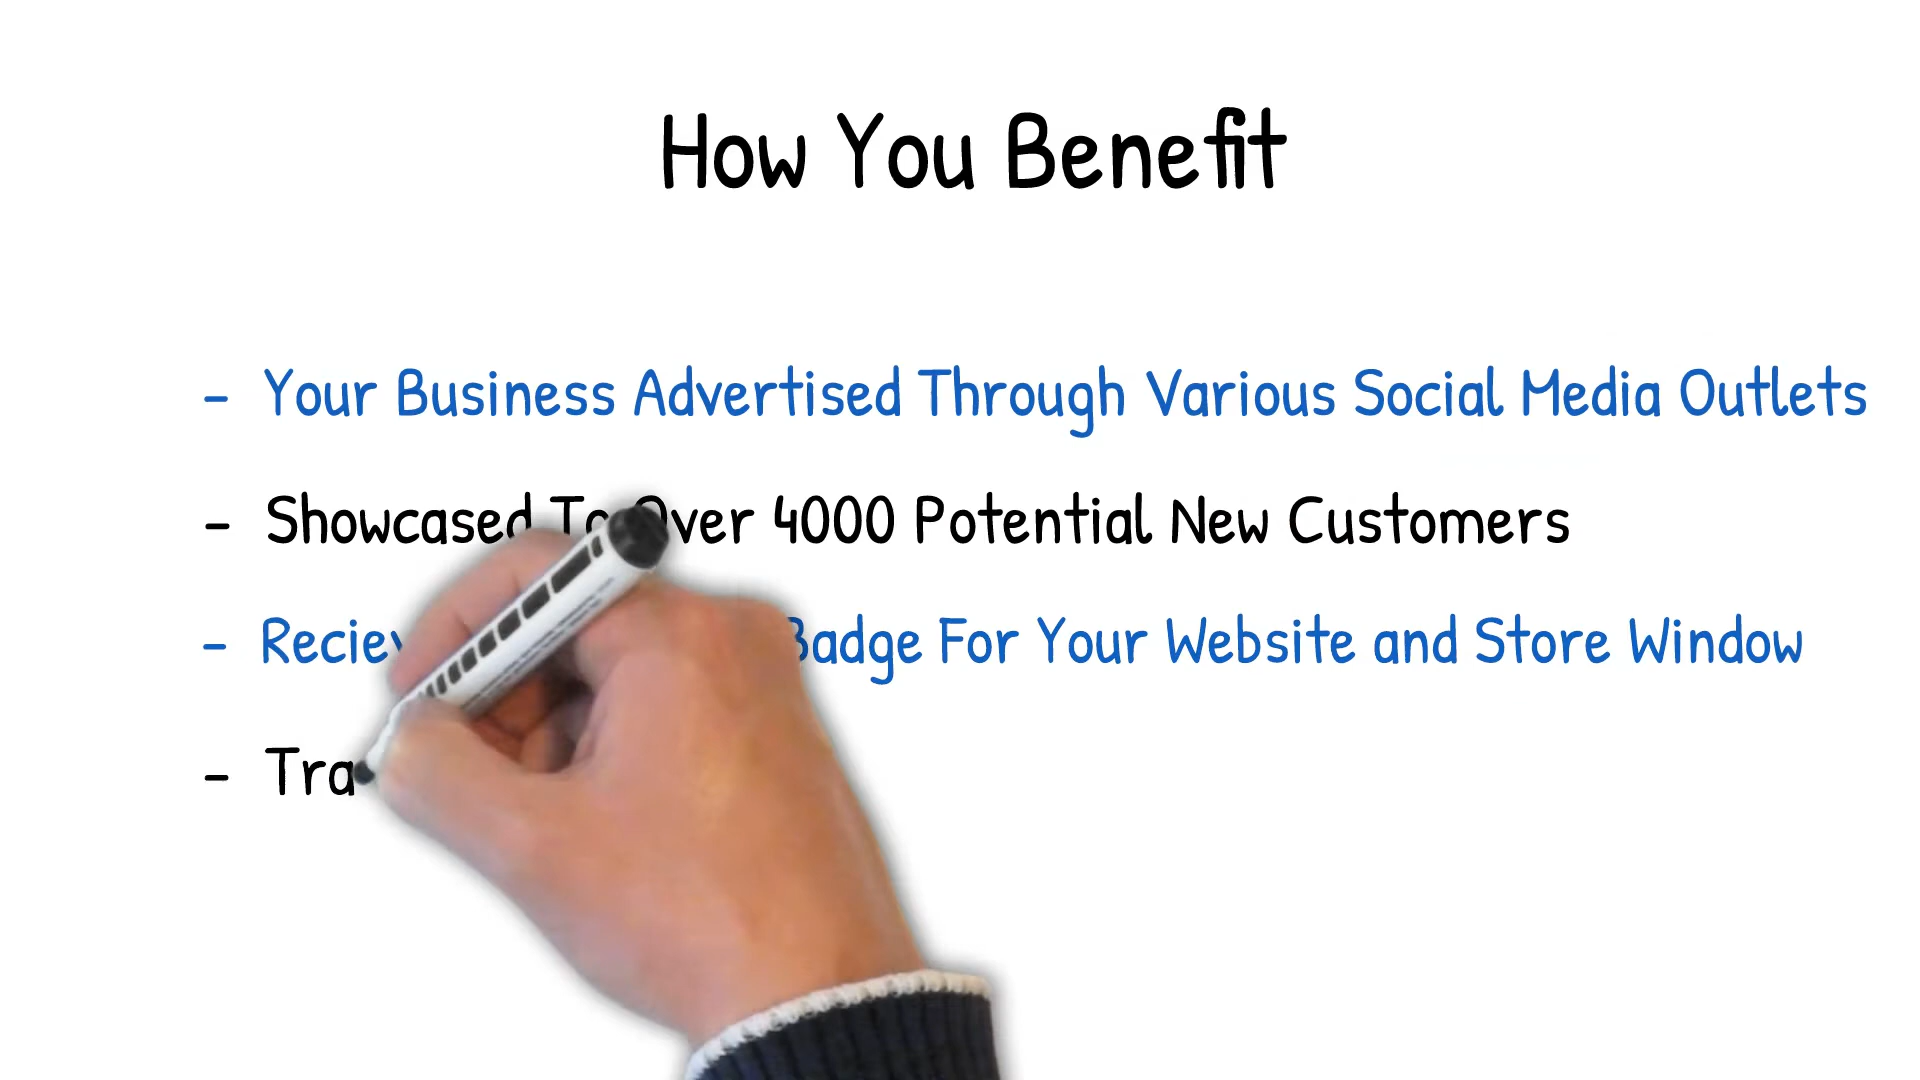 How You Benefit
- Your Business Advertised Through Various Social Media Outlets
- Showcased To Over 4000 Potential New Customers
- Badge For Your Website and Store Window
-